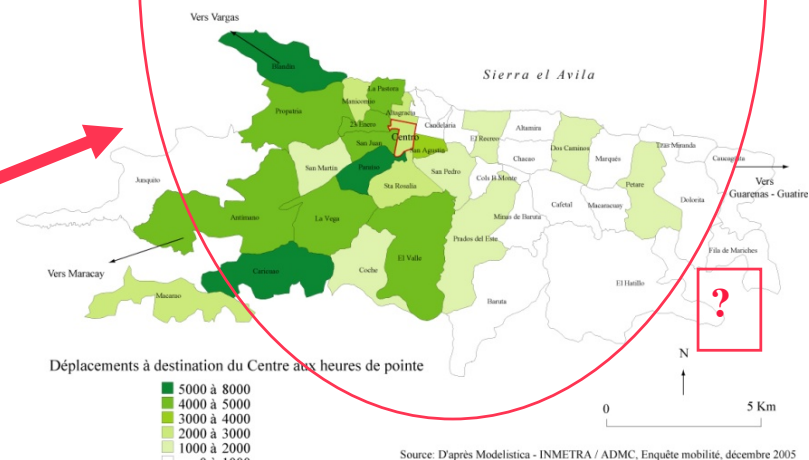 Vers Vargas
Blandin
Sierra el Avila
La Pastora
Manicomio
Propatria
Altagracia
23 Enero
Candelaria
Centro
El Recreo
Altamira
San Juan
San Agustin
Dos Caminos
Chacao
Marqués
Leoncio Miranda
Caucaguita
San Martin
Paraiso
San Pedro
Cols B.Monte
Vers
Guarenas - Guatire
Junquito
Sta Rosalia
Petare
Dolorita
Antimano
La Vega
Minas de Baruta
Cafetal
Macaracuay
Prados del Este
Fila de Mariches
El Valle
Vers Maracay
Caricuao
Coche
El Hatillo
Macarao
Baruta
?
N
Déplacements à destination du Centre aux heures de pointe
5000 à 8000
4000 à 5000
3000 à 4000
2000 à 3000
1000 à 2000
0 à 1000
0
5 Km
Source: D'après Modelistica - INMETRA / ADMC, Enquête mobilité, décembre 2005